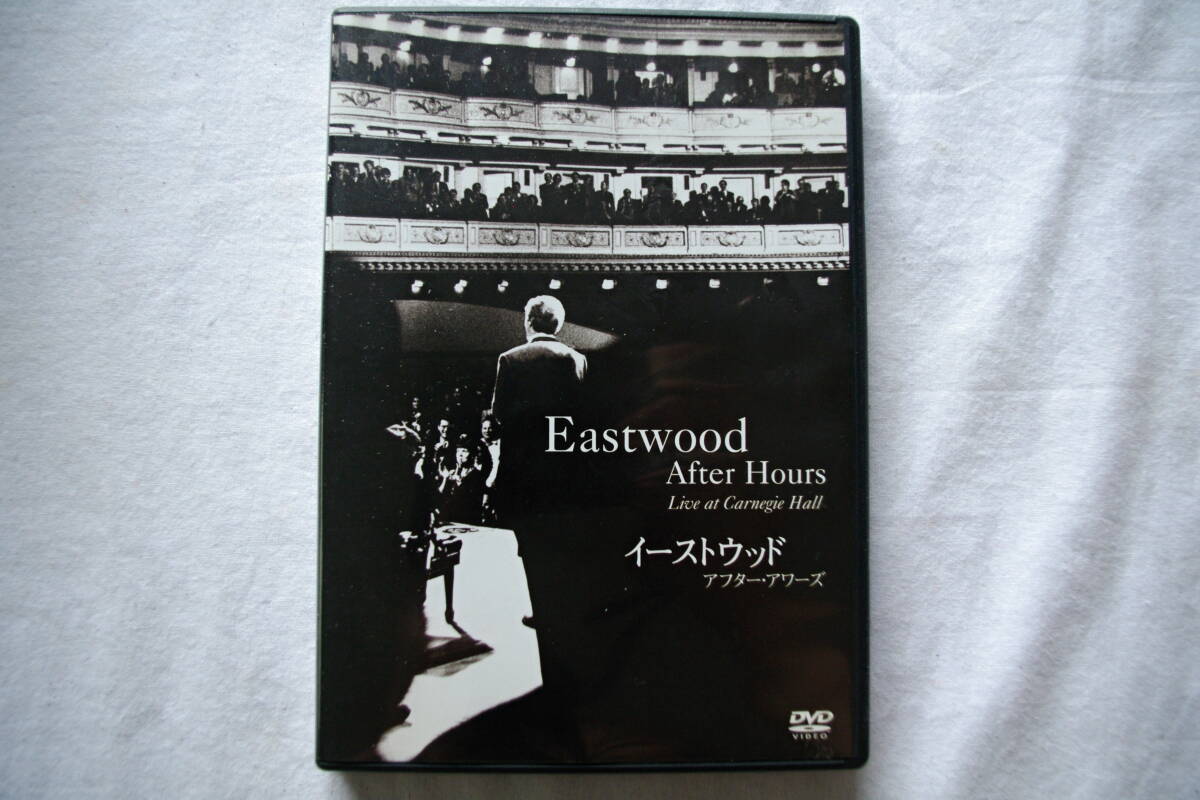 Eastwood
After Hours
Live at Carnegie Hall
イーストウッド
アフター・アワーズ
DVD
VIDEO